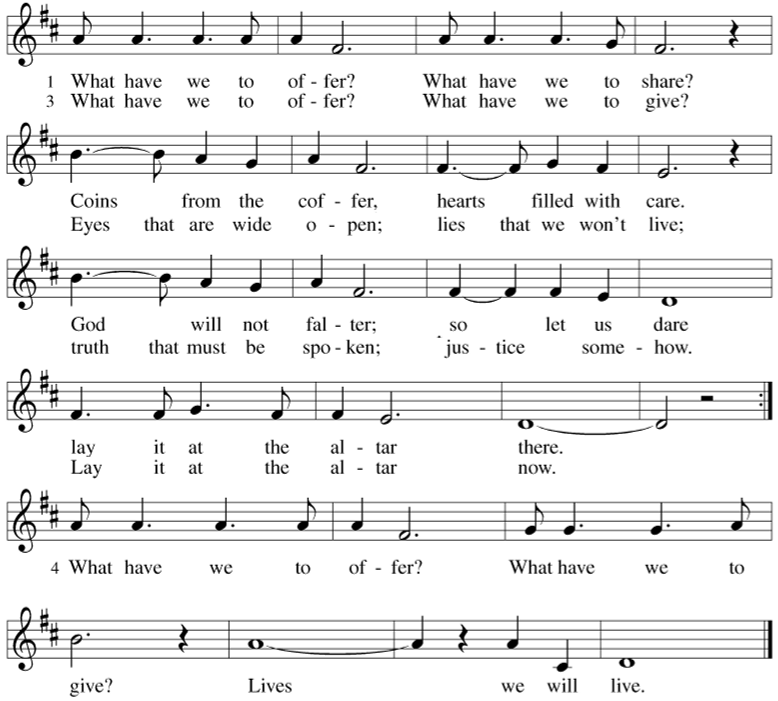 1 What have we to of - fer? What have we to share?
3 What have we to of - fer? What have we to give?
Coins from the cof - fer, hearts filled with care.
Eyes that are wide o - pen; lies that we won't live;
God will not fal - ter; so let us dare
truth that must be spo - ken; jus - tice some - how.
lay it at the al - tar there.
Lay it at the al - tar now.
4 What have we to of - fer? What have we to
give? Lives we will live.